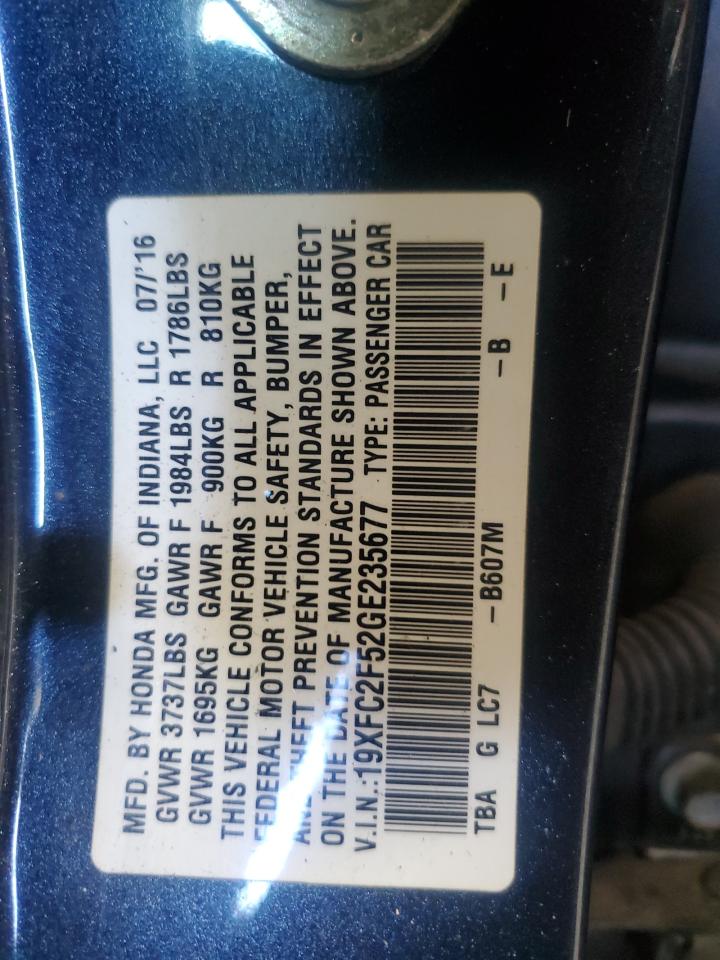 MFD. BY HONDA MFG. OF INDIANA, LLC 07/'16
GVWR 3737LBS GAWR F 1984LBS R 1786LBS
GVWR 1695KG GAWR F 900KG R 810KG
THIS VEHICLE CONFORMS TO ALL APPLICABLE
FEDERAL MOTOR VEHICLE SAFETY, BUMPER,
AND THEFT PREVENTION STANDARDS IN EFFECT
ON THE DATE OF MANUFACTURE SHOWN ABOVE.
V.I.N.:19XFC2F52GE235677 TYPE: PASSENGER CAR
TBA G LC7 -B607M -B -E